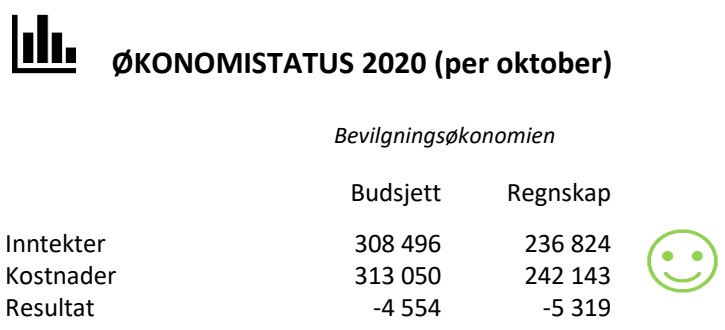 ØKONOMISTATUS 2020 (per oktober)
Bevilgningsøkonomien
Budsjett Regnskap
Inntekter 308 496 236 824
Kostnader 313 050 242 143
Resultat -4 554 -5 319